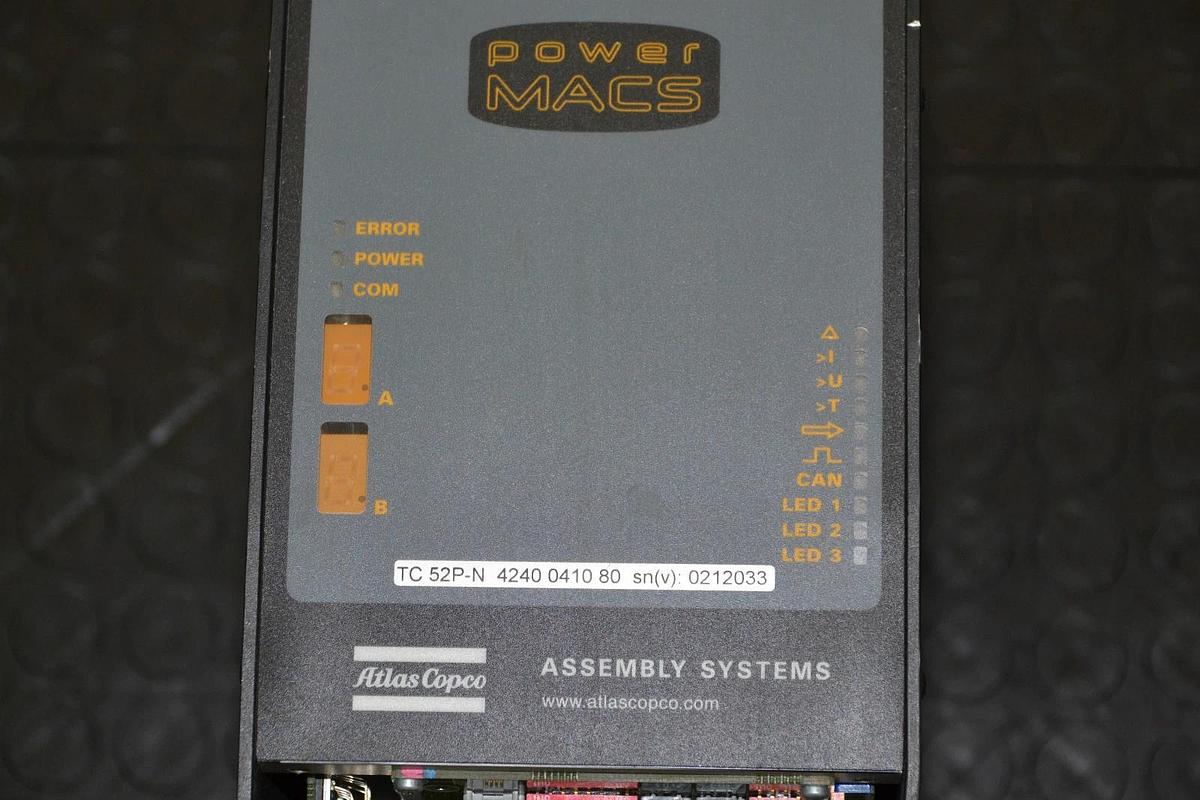 power
MACS
ERROR
POWER
COM
A
B
>I
>U
>T
CAN
LED 1
LED 2
LED 3
TC 52P-N 4240 0410 80 sn(v): 0212033
Atlas Copco
ASSEMBLY SYSTEMS
www.atlascopco.com